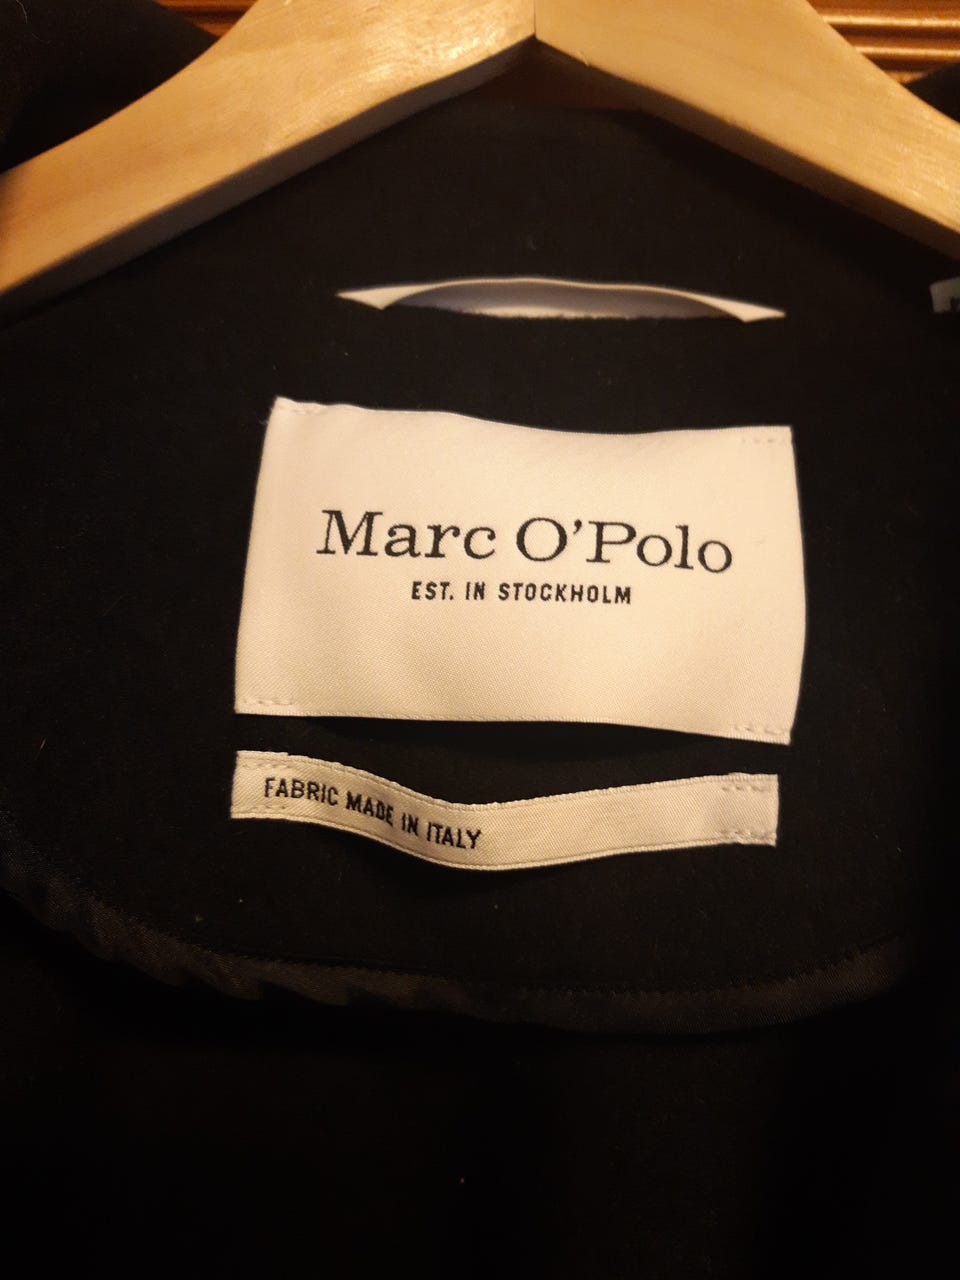 Marc O'Polo
EST. IN STOCKHOLM
FABRIC MADE IN ITALY